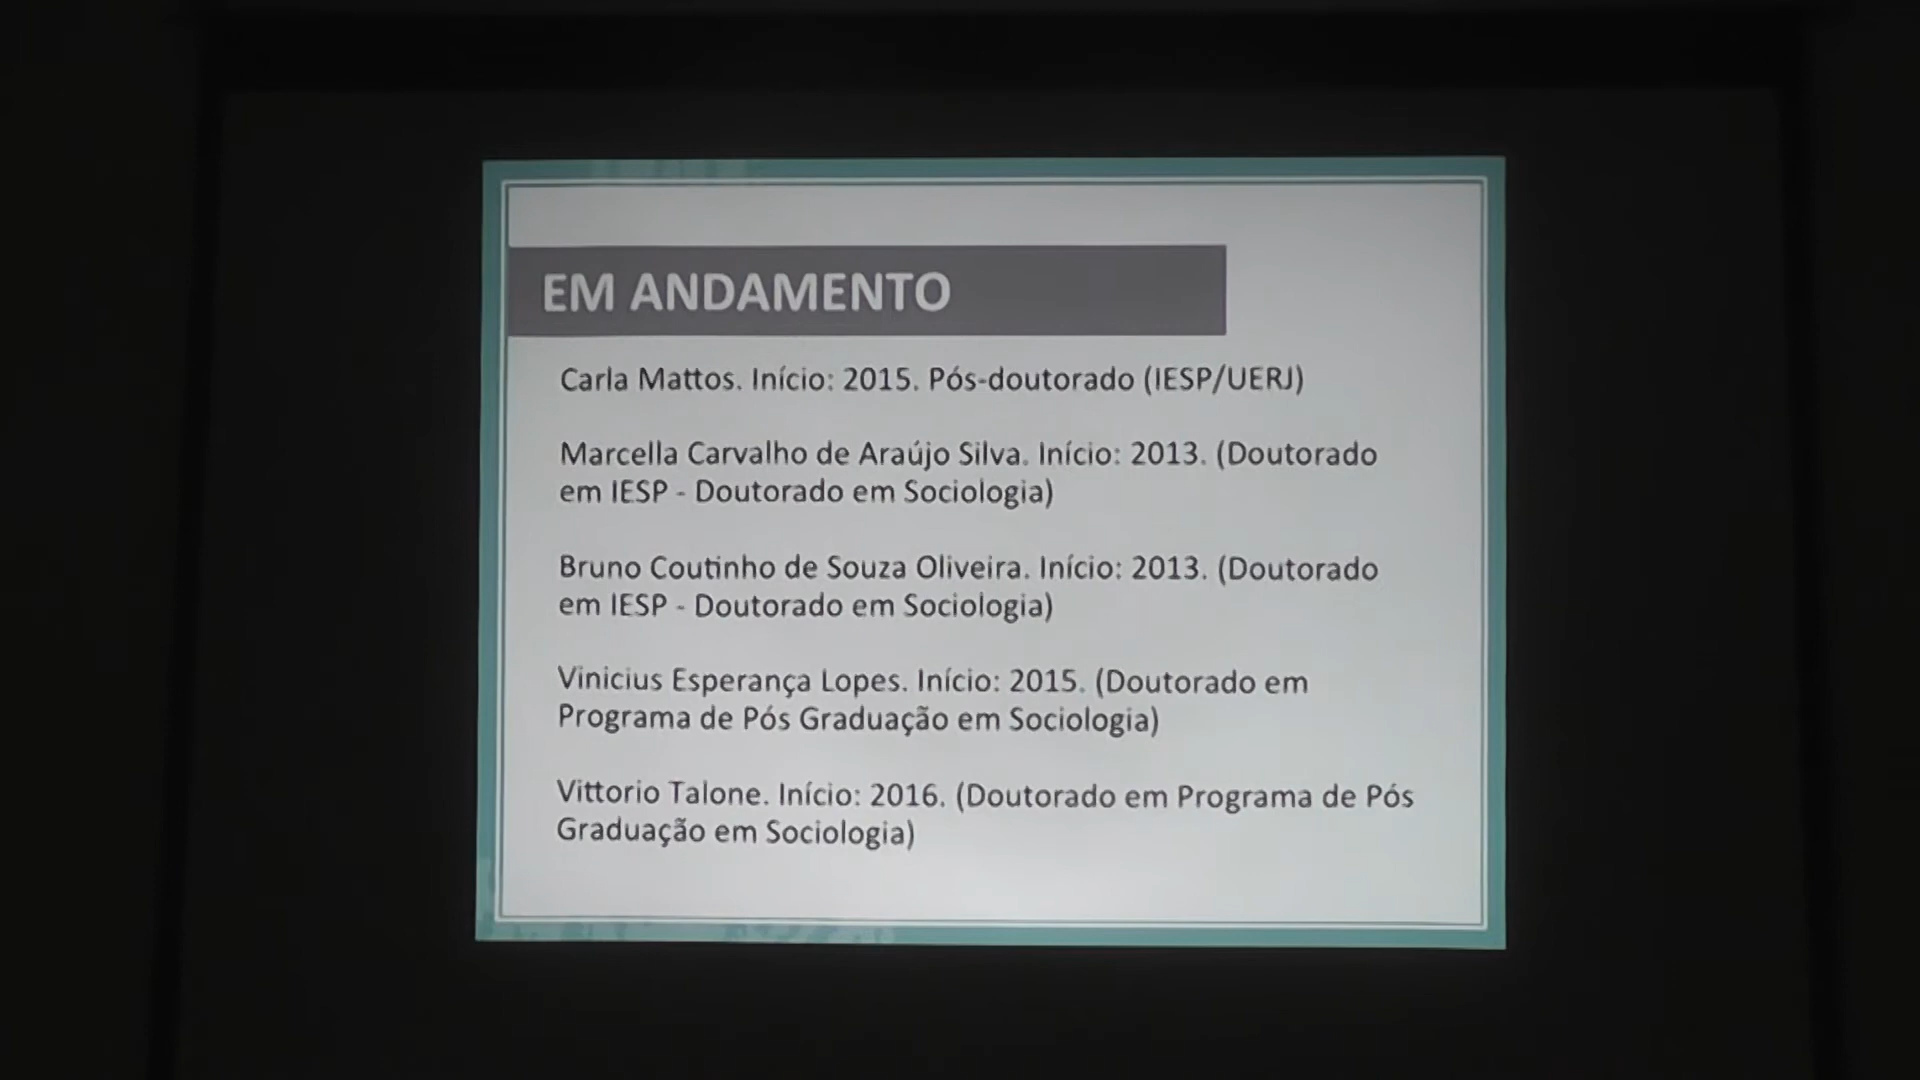 EM ANDAMENTO
Carla Mattos. Início: 2015. Pós-doutorado (IESP/UERJ)
Marcella Carvalho de Araújo Silva. Início: 2013. (Doutorado
em IESP - Doutorado em Sociologia)
Bruno Coutinho de Souza Oliveira. Início: 2013. (Doutorado
em IESP - Doutorado em Sociologia)
Vinicius Esperança Lopes. Início: 2015. (Doutorado em
Programa de Pós Graduação em Sociologia)
Vittorio Talone. Início: 2016. (Doutorado em Programa de Pós
Graduação em Sociologia)